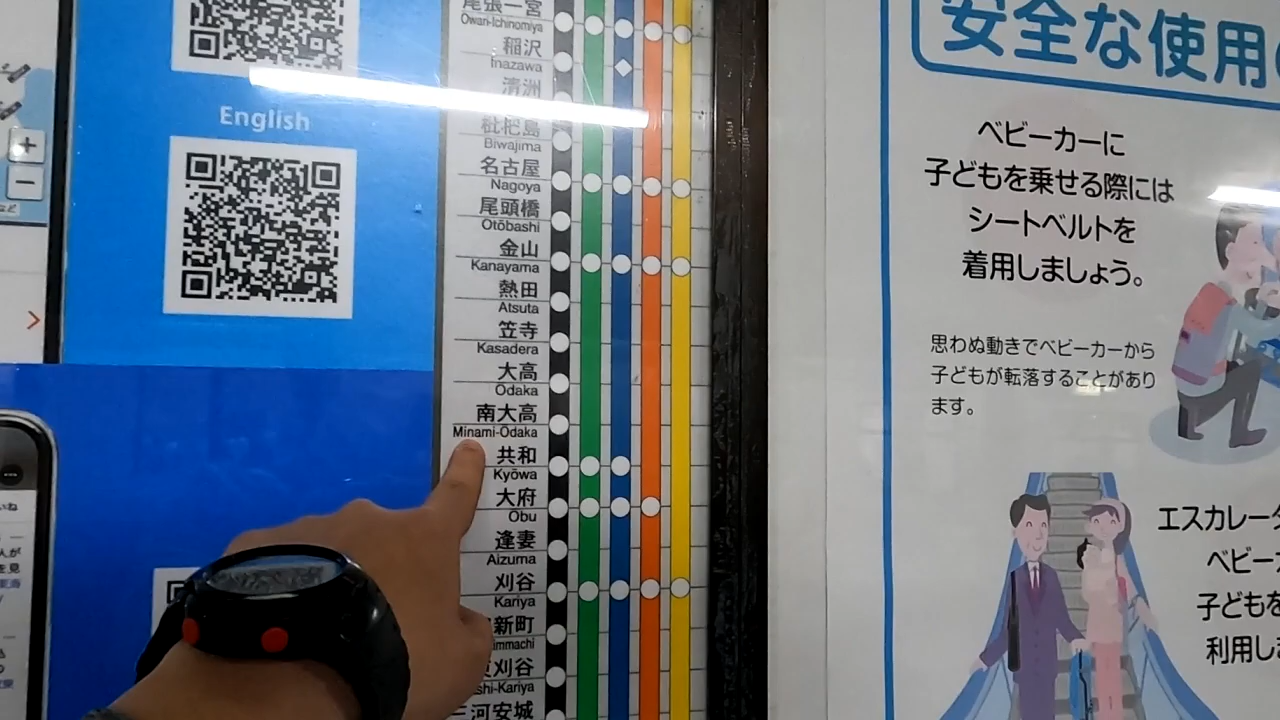 English
尾張一宮
Owari-Ichinomiya
稲沢
Inazawa
清洲
枇杷島
Biwajima
名古屋
Nagoya
尾頭橋
Otōbashi
金山
Kanayama
熱田
Atsuta
笠寺
Kasadera
大高
Odaka
南大高
Minami-Odaka
共和
Kyōwa
大府
Obu
逢妻
Aizuma
刈谷
Kariya
新町
immachi
刈谷
shi-Kariya
三河安城
安全な使用
ベビーカーに
子どもを乗せる際には
シートベルトを
着用しましょう。
思わぬ動きでベビーカーから
子どもが転落することがあり
ます。
エスカレータ
ベビーカ
子どもを
利用し